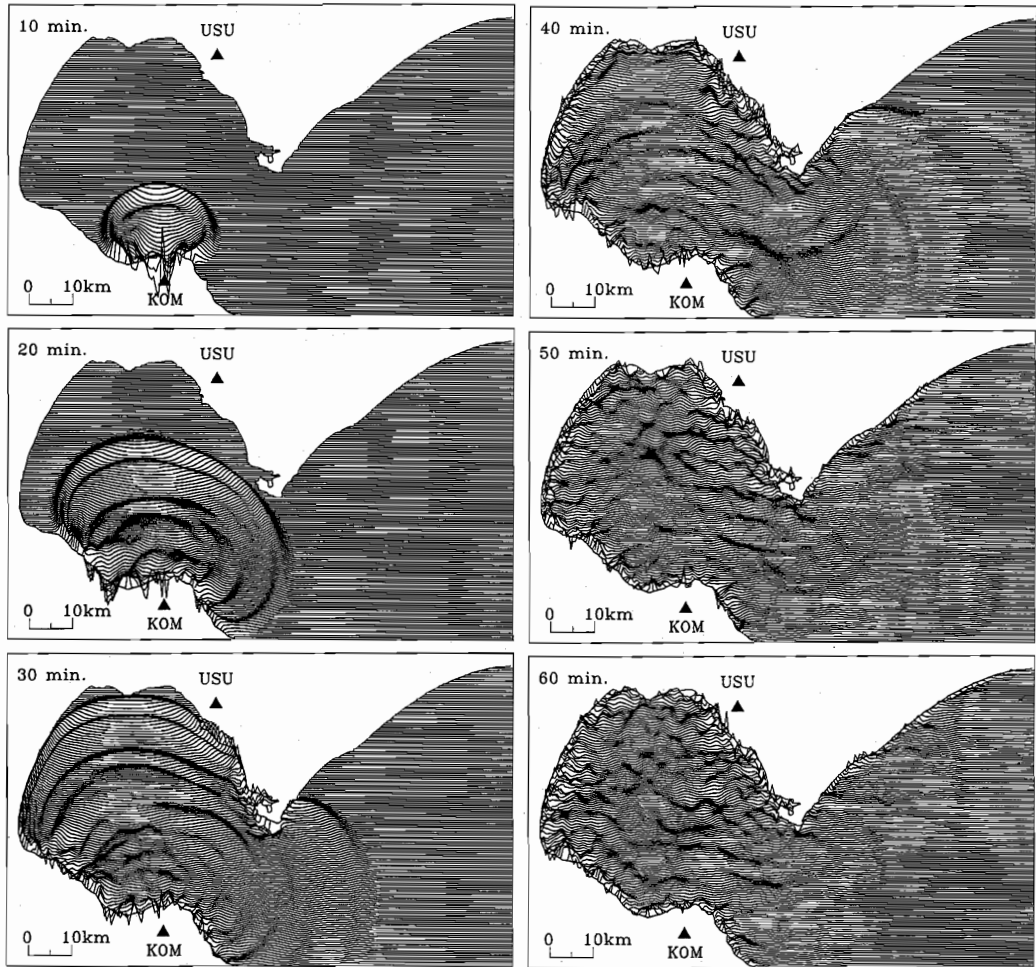 10 min.
USU
0 10km
KOM
20 min.
USU
0 10km
KOM
30 min.
USU
0 10km
KOM
40 min.
USU
0 10km
KOM
50 min.
USU
0 10km
KOM
60 min.
USU
0 10km
KOM